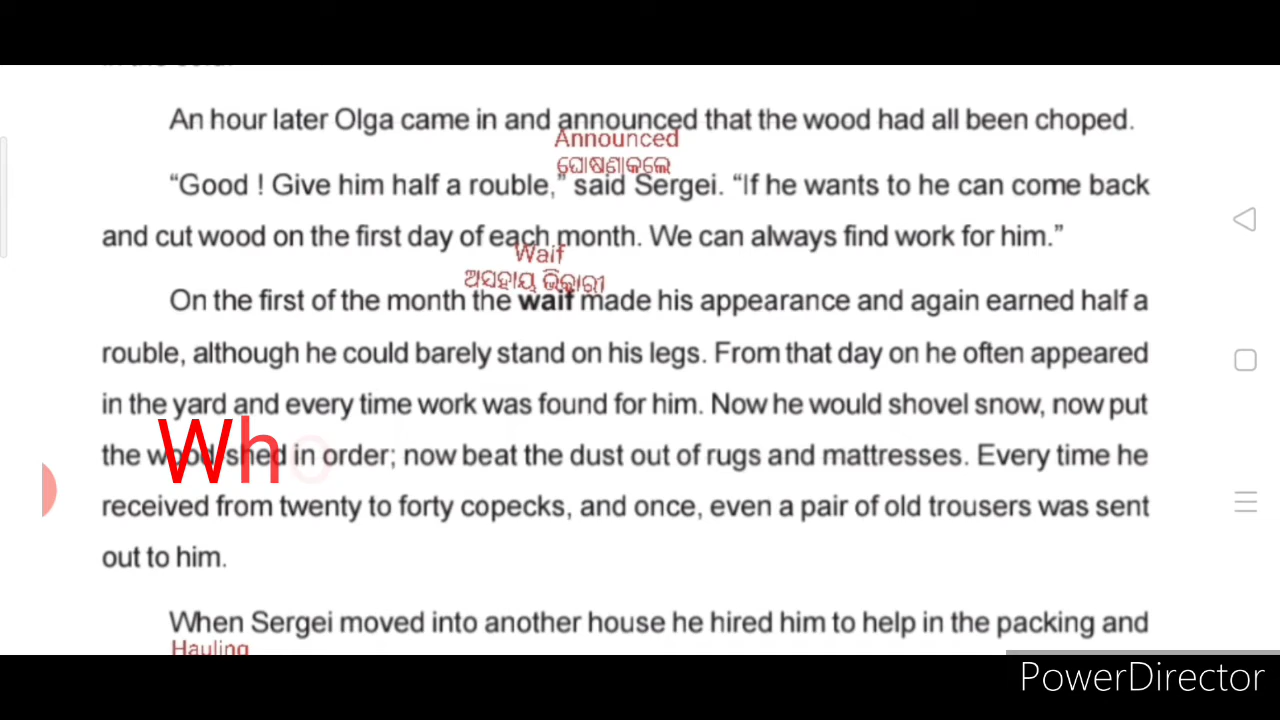 An hour later Olga came in and announced that the wood had all been choped.
Announced
ଘୋଷଣାକଲେ
“Good ! Give him half a rouble,” said Sergei. “If he wants to he can come back
and cut wood on the first day of each month. We can always find work for him.”
Waif
ଅସହାୟ ଭିକାରୀ
On the first of the month the waif made his appearance and again earned half a
rouble, although he could barely stand on his legs. From that day on he often appeared
in the yard and every time work was found for him. Now he would shovel snow, now put
Who
the wood shed in order; now beat the dust out of rugs and mattresses. Every time he
received from twenty to forty copecks, and once, even a pair of old trousers was sent
out to him.
When Sergei moved into another house he hired him to help in the packing and
Hauling
PowerDirector